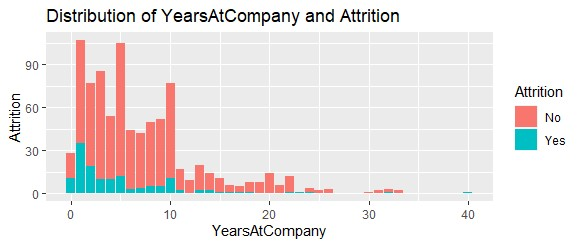 Distribution of YearsAtCompany and Attrition
90
60
30
0
Attrition
0
10
20
30
40
YearsAtCompany
Attrition
No
Yes